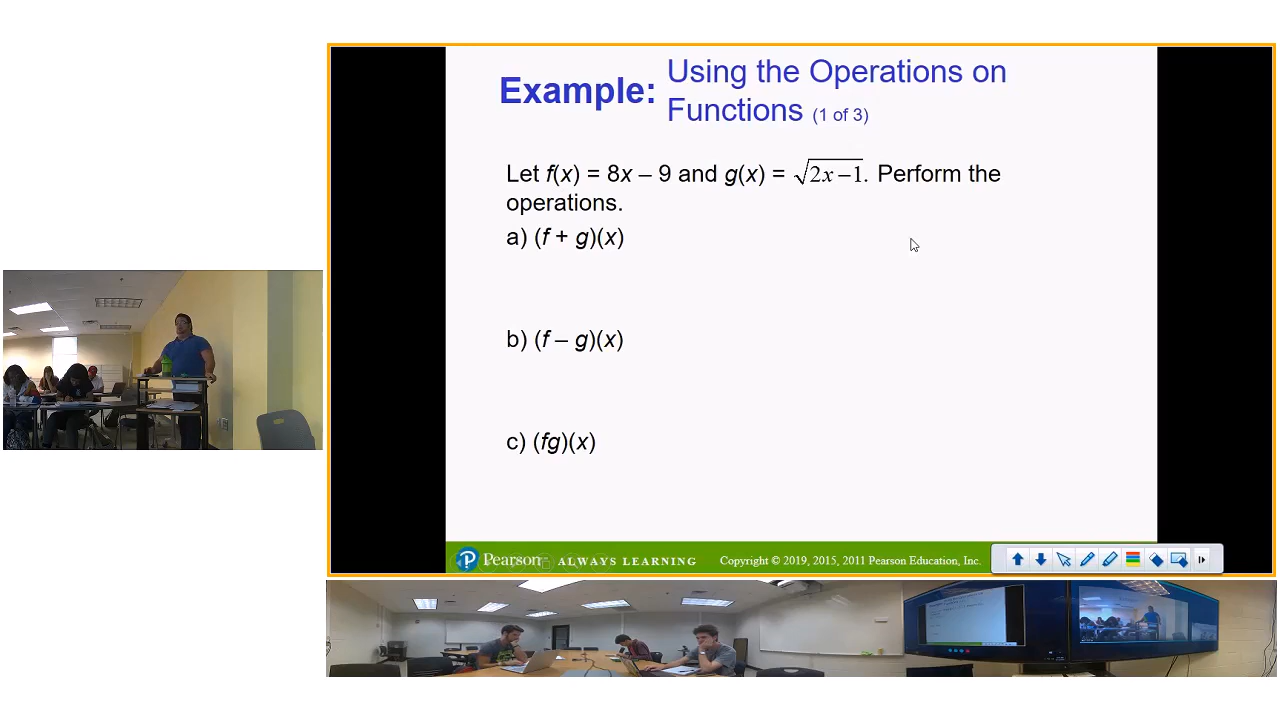 Example: Using the Operations on
Functions (1 of 3)
Let f(x) = 8x – 9 and g(x) = √2x −1. Perform the
operations.
a) (f + g)(x)
b) (f – g)(x)
c) (fg)(x)
Pearson ALWAYS LEARNING Copyright © 2019, 2015, 2011 Pearson Education, Inc.